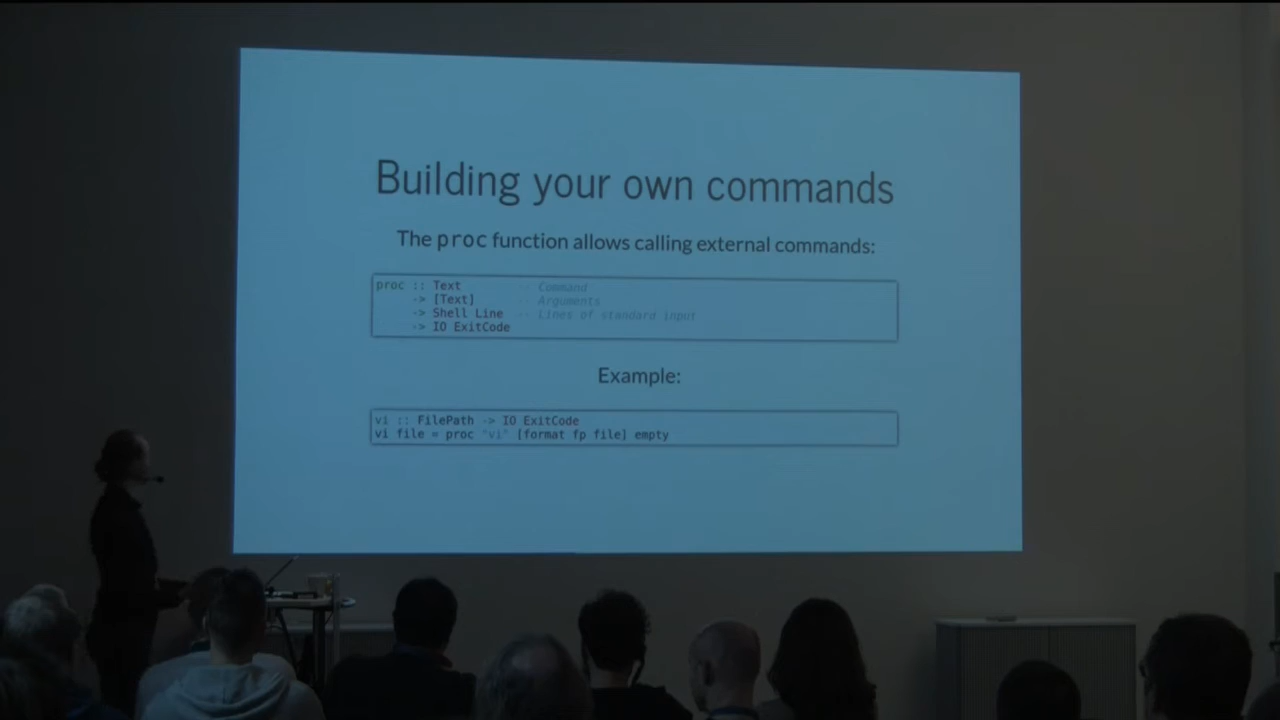 Building your own commands
The proc function allows calling external commands:
proc :: Text -- Command
-> [Text] -- Arguments
-> Shell Line -- Lines of standard input
-> IO ExitCode
Example:
vi :: FilePath -> IO ExitCode
vi file = proc "vi" [format fp file] empty